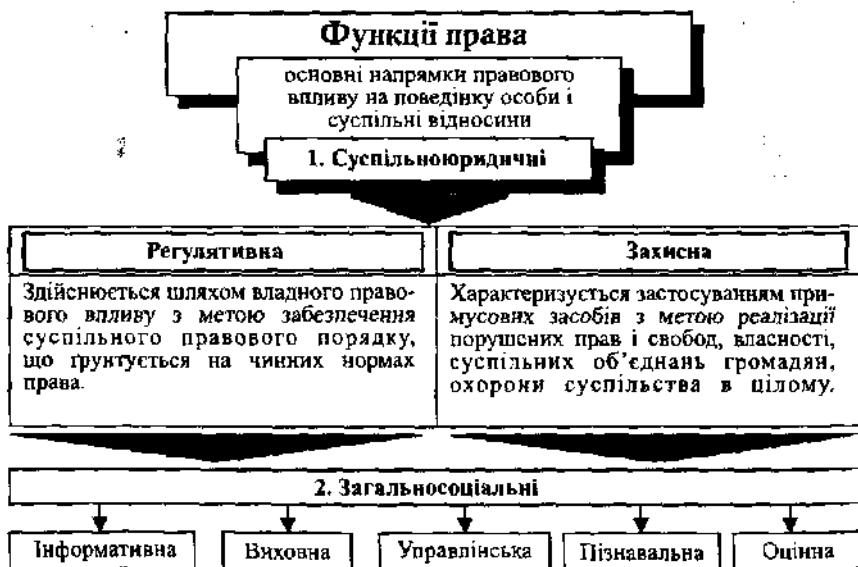 Функції права
основні напрямки правового
впливу на поведінку особи і
суспільні відносини
1. Суспільноюридичні
Регулятивна
Здійснюється шляхом владного право-
вого впливу з метою забезпечення
суспільного правового порядку,
що ґрунтується на чинних нормах
права.
Захисна
Характеризується застосуванням при-
мусових засобів з метою реалізації
порушених прав і свобод, власності,
суспільних об’єднань громадян,
охорони суспільства в цілому.
2. Загальносоціальні
Інформативна
Виховна
Управлінська
Пізнавальна
Оцінна